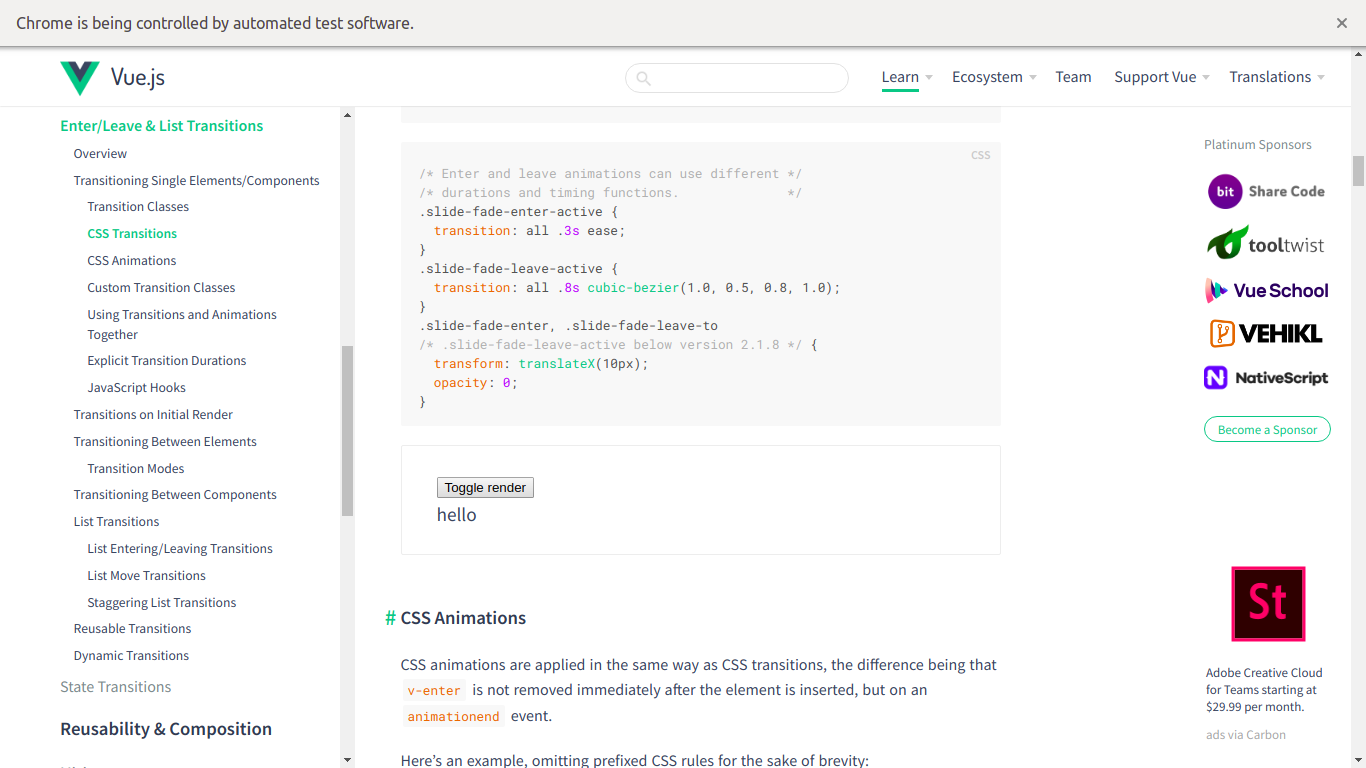 Chrome is being controlled by automated test software.
Vue.js
Learn
Ecosystem
Team
Support Vue
Translations
Enter/Leave & List Transitions
Overview
Transitioning Single Elements/Components
Transition Classes
CSS Transitions
CSS Animations
Custom Transition Classes
Using Transitions and Animations
Together
Explicit Transition Durations
JavaScript Hooks
Transitions on Initial Render
Transitioning Between Elements
Transition Modes
Transitioning Between Components
List Transitions
List Entering/Leaving Transitions
List Move Transitions
Staggering List Transitions
Reusable Transitions
Dynamic Transitions
State Transitions
Reusability & Composition
CSS
/* Enter and leave animations can use different */
/* durations and timing functions.              */
.slide-fade-enter-active {
  transition: all .3s ease;
}
.slide-fade-leave-active {
  transition: all .8s cubic-bezier(1.0, 0.5, 0.8, 1.0);
}
.slide-fade-enter, .slide-fade-leave-to
/* .slide-fade-leave-active below version 2.1.8 */ {
  transform: translateX(10px);
  opacity: 0;
}
Toggle render
hello
# CSS Animations
CSS animations are applied in the same way as CSS transitions, the difference being that
v-enter is not removed immediately after the element is inserted, but on an
animationend event.
Here's an example, omitting prefixed CSS rules for the sake of brevity:
Platinum Sponsors
bit Share Code
tooltwist
Vue School
VEHIKL
NativeScript
Become a Sponsor
St
Adobe Creative Cloud
for Teams starting at
$29.99 per month.
ads via Carbon